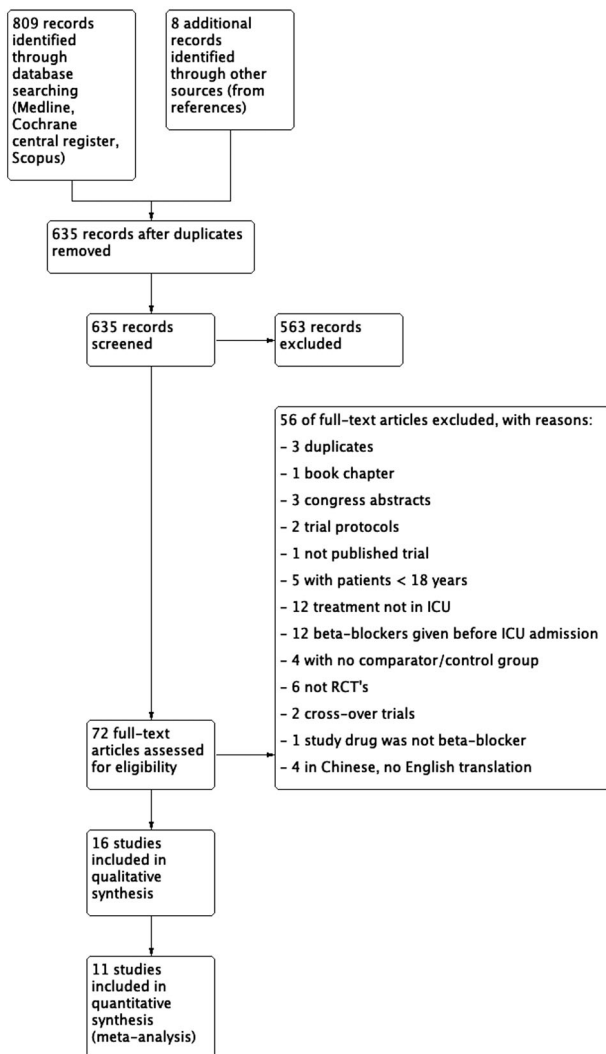 809 records
identified
through
database
searching
(Medline,
Cochrane
central register,
Scopus)
8 additional
records
identified
through other
sources (from
references)
635 records after duplicates
removed
635 records
screened
563 records
excluded
56 of full-text articles excluded, with reasons:
- 3 duplicates
- 1 book chapter
- 3 congress abstracts
- 2 trial protocols
- 1 not published trial
- 5 with patients < 18 years
- 12 treatment not in ICU
- 12 beta-blockers given before ICU admission
- 4 with no comparator/control group
- 6 not RCT's
- 2 cross-over trials
- 1 study drug was not beta-blocker
- 4 in Chinese, no English translation
72 full-text
articles assessed
for eligibility
16 studies
included in
qualitative
synthesis
11 studies
included in
quantitative
synthesis
(meta-analysis)